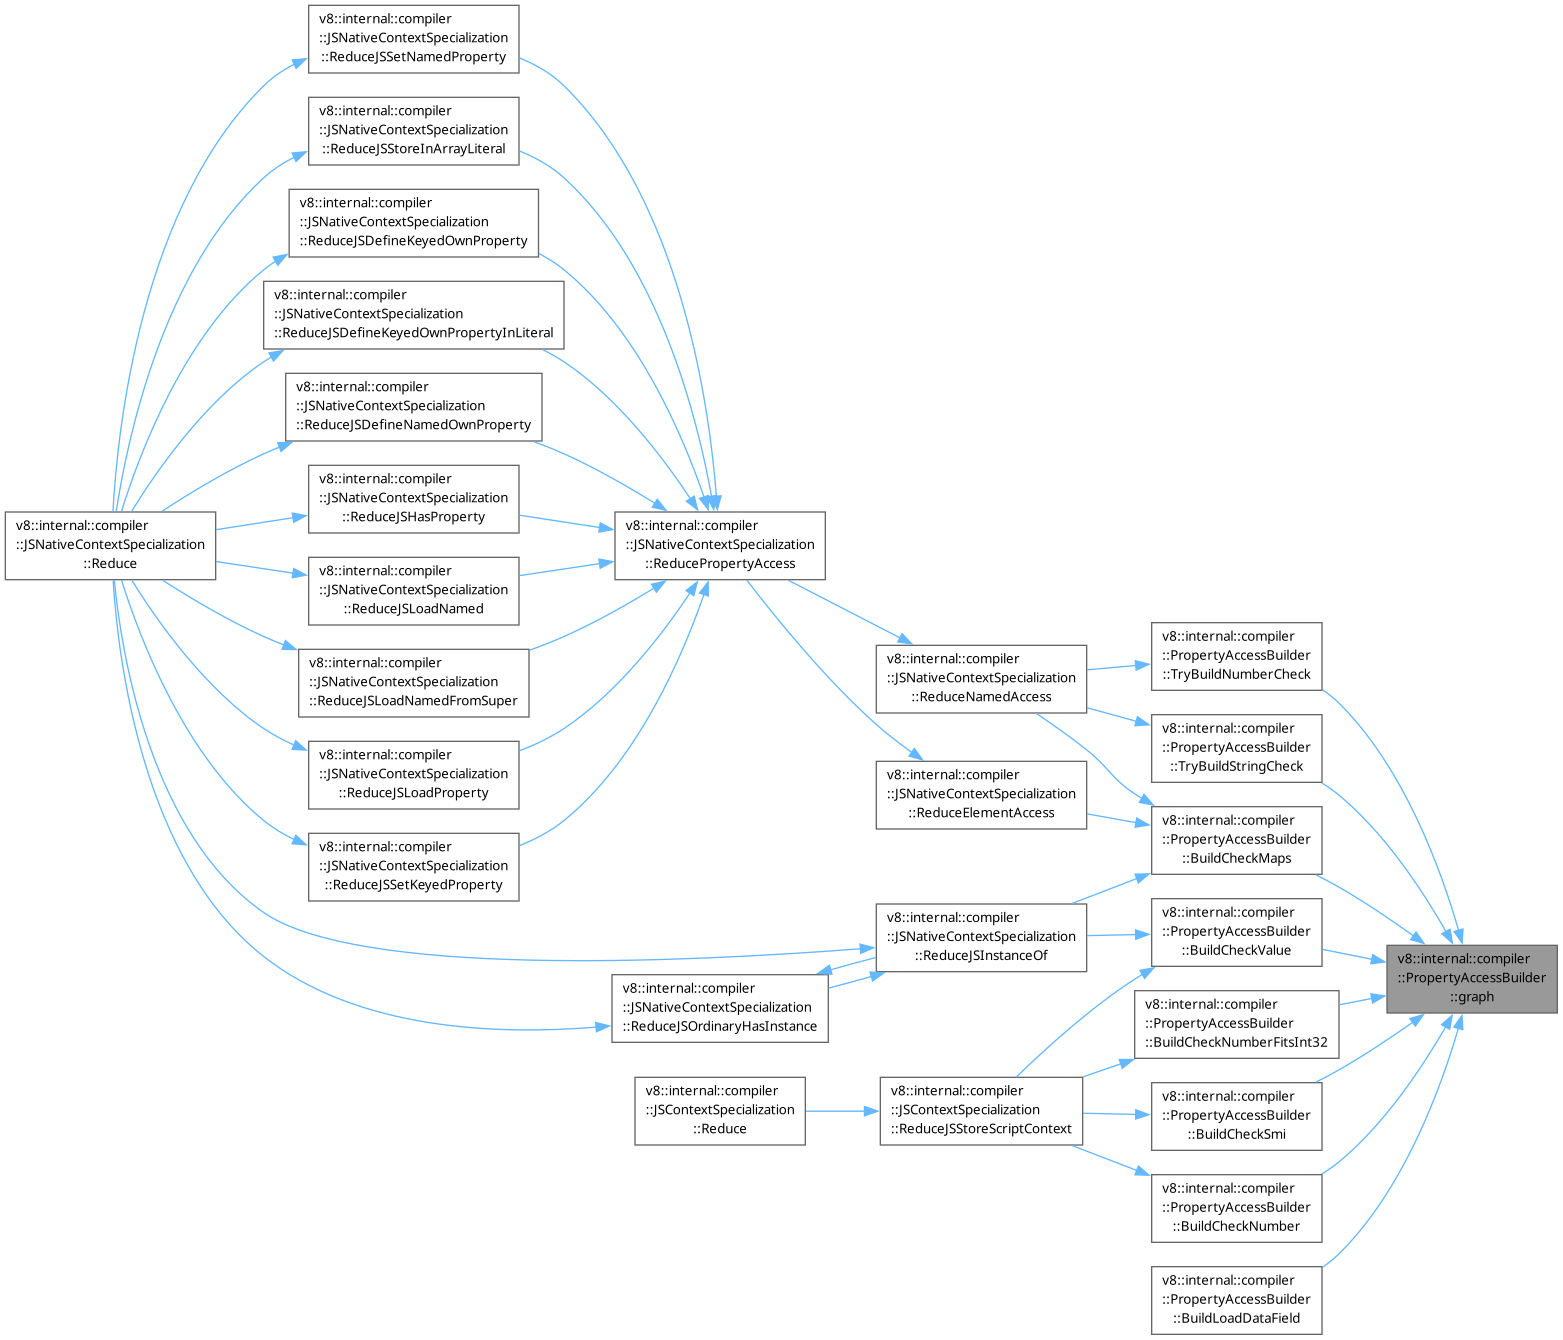 v8::internal::compiler
::JSNativeContextSpecialization
::ReduceJSSetNamedProperty
v8::internal::compiler
::JSNativeContextSpecialization
::ReduceJSStoreInArrayLiteral
v8::internal::compiler
::JSNativeContextSpecialization
::ReduceJSDefineKeyedOwnProperty
v8::internal::compiler
::JSNativeContextSpecialization
::ReduceJSDefineKeyedOwnPropertyInLiteral
v8::internal::compiler
::JSNativeContextSpecialization
::ReduceJSDefineNamedOwnProperty
v8::internal::compiler
::JSNativeContextSpecialization
::ReduceJSHasProperty
v8::internal::compiler
::JSNativeContextSpecialization
::Reduce
v8::internal::compiler
::JSNativeContextSpecialization
::ReducePropertyAccess
v8::internal::compiler
::JSNativeContextSpecialization
::ReduceJSLoadNamed
v8::internal::compiler
::JSNativeContextSpecialization
::ReduceJSLoadNamedFromSuper
v8::internal::compiler
::JSNativeContextSpecialization
::ReduceNamedAccess
v8::internal::compiler
::PropertyAccessBuilder
::TryBuildNumberCheck
v8::internal::compiler
::PropertyAccessBuilder
::TryBuildStringCheck
v8::internal::compiler
::JSNativeContextSpecialization
::ReduceJSLoadProperty
v8::internal::compiler
::JSNativeContextSpecialization
::ReduceElementAccess
v8::internal::compiler
::PropertyAccessBuilder
::BuildCheckMaps
v8::internal::compiler
::JSNativeContextSpecialization
::ReduceJSSetKeyedProperty
v8::internal::compiler
::JSNativeContextSpecialization
::ReduceJSInstanceOf
v8::internal::compiler
::PropertyAccessBuilder
::BuildCheckValue
v8::internal::compiler
::PropertyAccessBuilder
::graph
v8::internal::compiler
::JSNativeContextSpecialization
::ReduceJSOrdinaryHasInstance
v8::internal::compiler
::PropertyAccessBuilder
::BuildCheckNumberFitsInt32
v8::internal::compiler
::JSContextSpecialization
::Reduce
v8::internal::compiler
::JSContextSpecialization
::ReduceJSStoreScriptContext
v8::internal::compiler
::PropertyAccessBuilder
::BuildCheckSmi
v8::internal::compiler
::PropertyAccessBuilder
::BuildCheckNumber
v8::internal::compiler
::PropertyAccessBuilder
::BuildLoadDataField